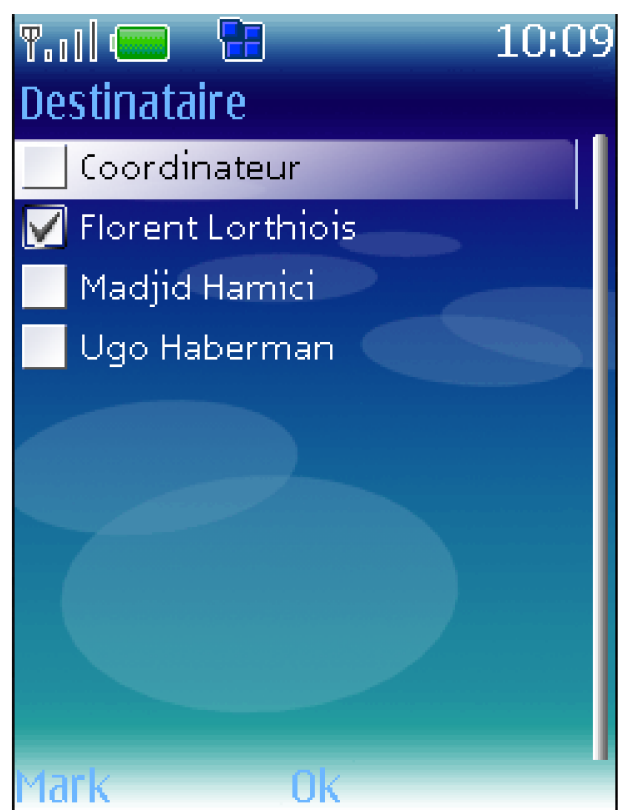 10:09
Destinataire
Coordinateur
Florent Lorthiois
Madjid Hamici
Ugo Haberman
Mark Ok